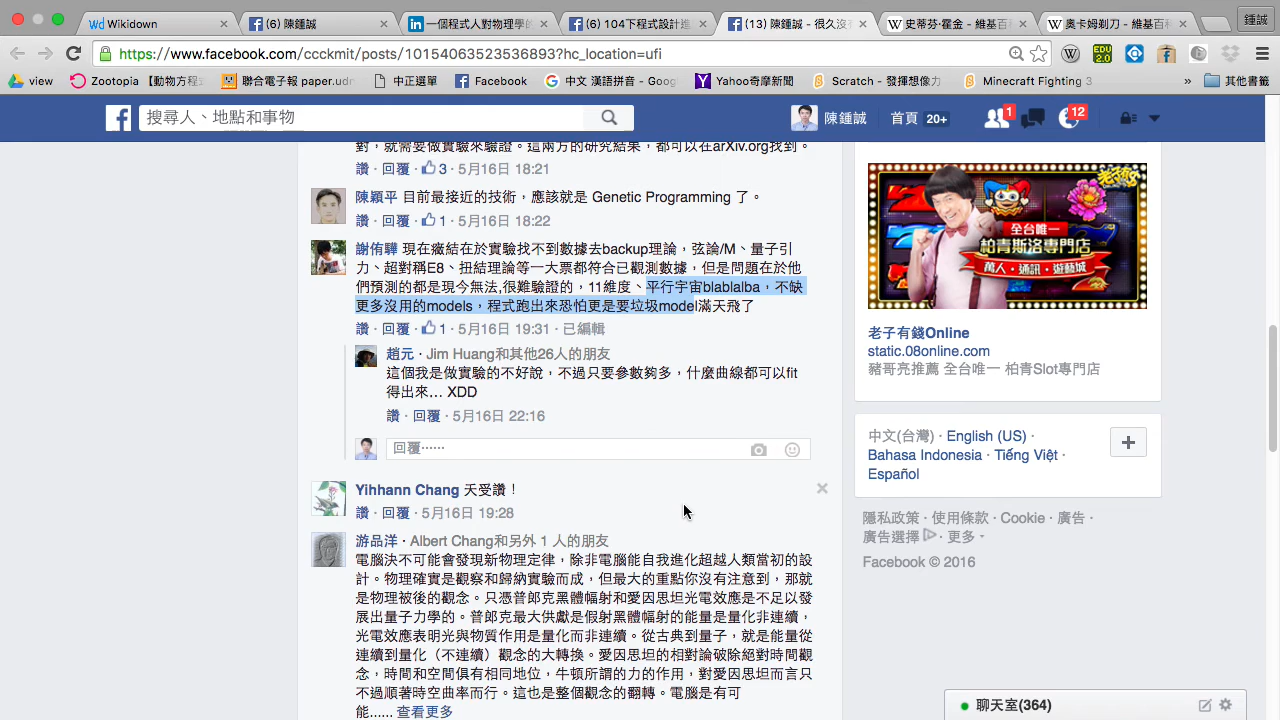 Wikidown
(6) 陳鍾誠
一個程式人對物理學的
(6) 104下程式設計進
(13) 陳鍾誠 - 很久沒
史蒂芬·霍金 - 維基百
奧卡姆剃刀 - 維基百科
鍾誠
https://www.facebook.com/ccckmit/posts/10154063523536893?hc_location=ufi
view
Zootopia 【動物方程式
聯合電子報 paper.udn
中正選單
Facebook
中文 漢語拼音 - Goog
Yahoo奇摩新聞
Scratch - 發揮想像力
Minecraft Fighting 3
»
其他書籤
搜尋人、地點和事物
陳鍾誠
首頁 20+
1
12
對，就需要做實驗來驗證。這兩方的研究結果，都可以在arXiv.org找到。
讚 · 回覆 · 3 · 5月16日 18:21
陳穎平 目前最接近的技術，應該就是 Genetic Programming 了。
讚 · 回覆 · 1 · 5月16日 18:22
謝侑驊 現在癥結在於實驗找不到數據去backup理論，弦論/M、量子引
力、超對稱E8、扭結理論等一大票都符合已觀測數據，但是問題在於他
們預測的都是現今無法,很難驗證的，11維度、平行宇宙blablalba，不缺
更多沒用的models，程式跑出來恐怕更是要垃圾model滿天飛了
讚 · 回覆 · 1 · 5月16日 19:31 · 已編輯
趙元 · Jim Huang和其他26人的朋友
這個我是做實驗的不好說，不過只要參數夠多，什麼曲線都可以fit
得出來… XDD
讚 · 回覆 · 5月16日 22:16
回覆……
Yihhann Chang 天受讚！
讚 · 回覆 · 5月16日 19:28
游品洋 · Albert Chang和另外 1 人的朋友
電腦決不可能會發現新物理定律，除非電腦能自我進化超越人類當初的設
計。物理確實是觀察和歸納實驗而成，但最大的重點你沒有注意到，那就
是物理被後的觀念。只憑普郎克黑體幅射和愛因思坦光電效應是不足以發
展出量子力學的。普郎克最大供獻是假射黑體幅射的能量是量化非連續，
光電效應表明光與物質作用是量化而非連續。從古典到量子，就是能量從
連續到量化（不連續）觀念的大轉換。愛因思坦的相對論破除絕對時間觀
念，時間和空間俱有相同地位，牛頓所謂的力的作用，對愛因思坦而言只
不過順著時空曲率而行。這也是整個觀念的翻轉。電腦是有可
能…... 查看更多
老子有錢
全台唯一
柏青斯洛專門店
萬人・通訊・遊藝城
老子有錢Online
static.08online.com
豬哥亮推薦 全台唯一 柏青Slot專門店
中文(台灣) · English (US) ·
Bahasa Indonesia · Tiếng Việt ·
Español
隱私政策 · 使用條款 · Cookie · 廣告 ·
廣告選擇 · 更多
Facebook © 2016
聊天室(364)